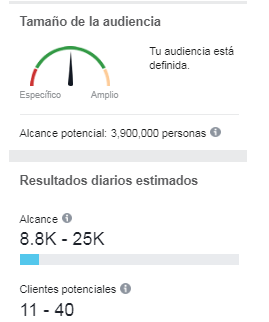 Tamaño de la audiencia
Tu audiencia está
definida.
Específico Amplio
Alcance potencial: 3,900,000 personas
Resultados diarios estimados
Alcance
8.8K - 25K
Clientes potenciales
11 - 40